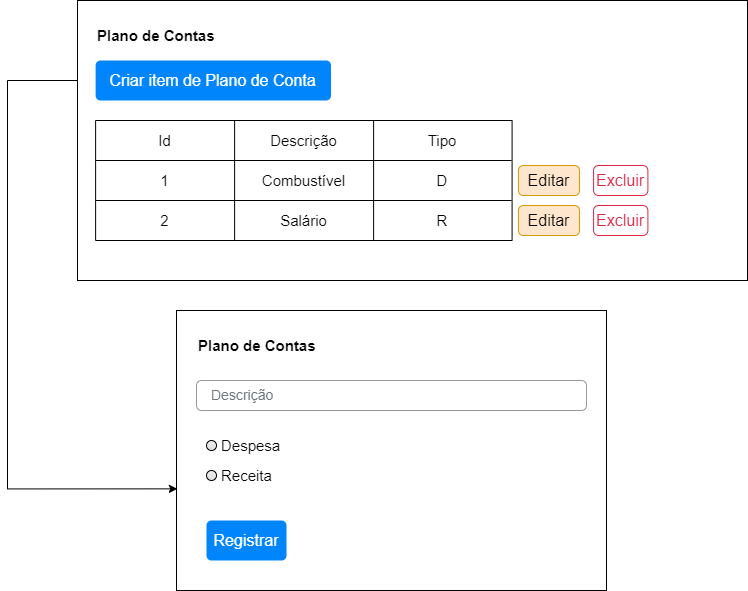 Plano de Contas
Criar item de Plano de Conta
Id Descrição Tipo
1 Combustível D Editar Excluir
2 Salário R Editar Excluir
Plano de Contas
Descrição
Despesa
Receita
Registrar